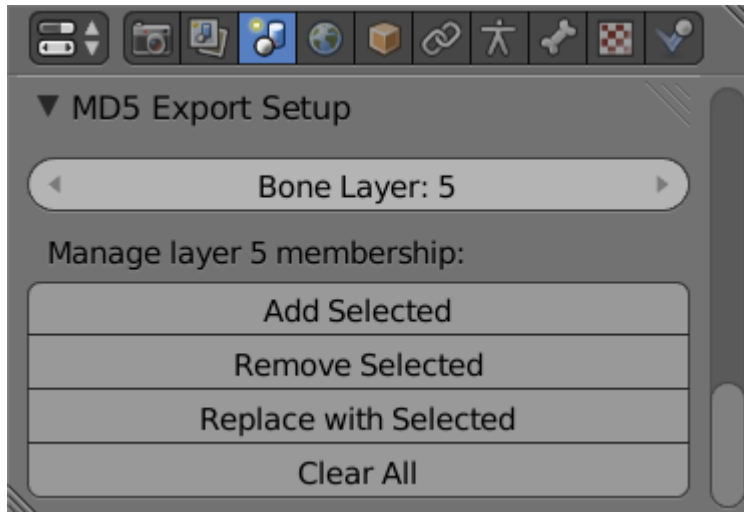 MD5 Export Setup
Bone Layer: 5
Manage layer 5 membership:
Add Selected
Remove Selected
Replace with Selected
Clear All